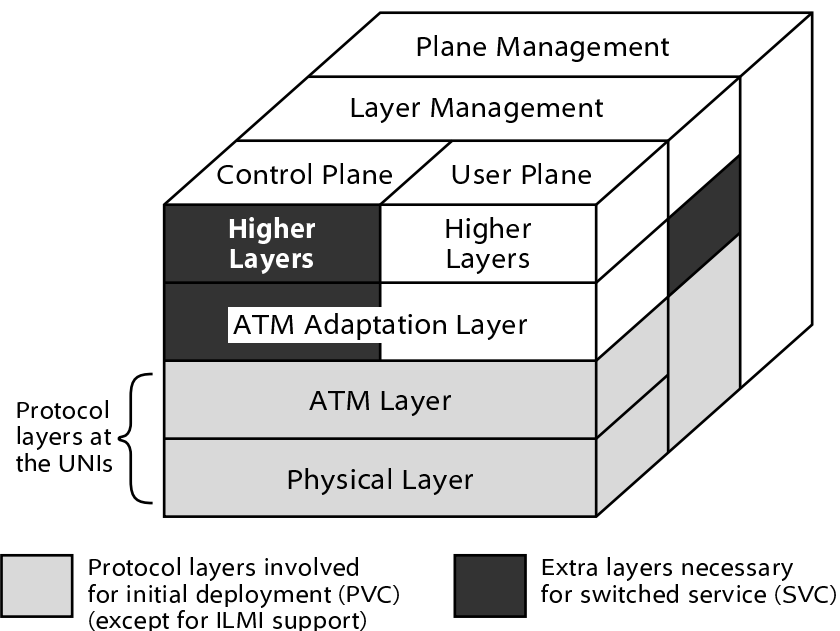 Plane Management
Layer Management
Control Plane
User Plane
Higher
Layers
Higher
Layers
ATM Adaptation Layer
ATM Layer
Physical Layer
Protocol
layers at
the UNIs
Protocol layers involved
for initial deployment (PVC)
(except for ILMI support)
Extra layers necessary
for switched service (SVC)